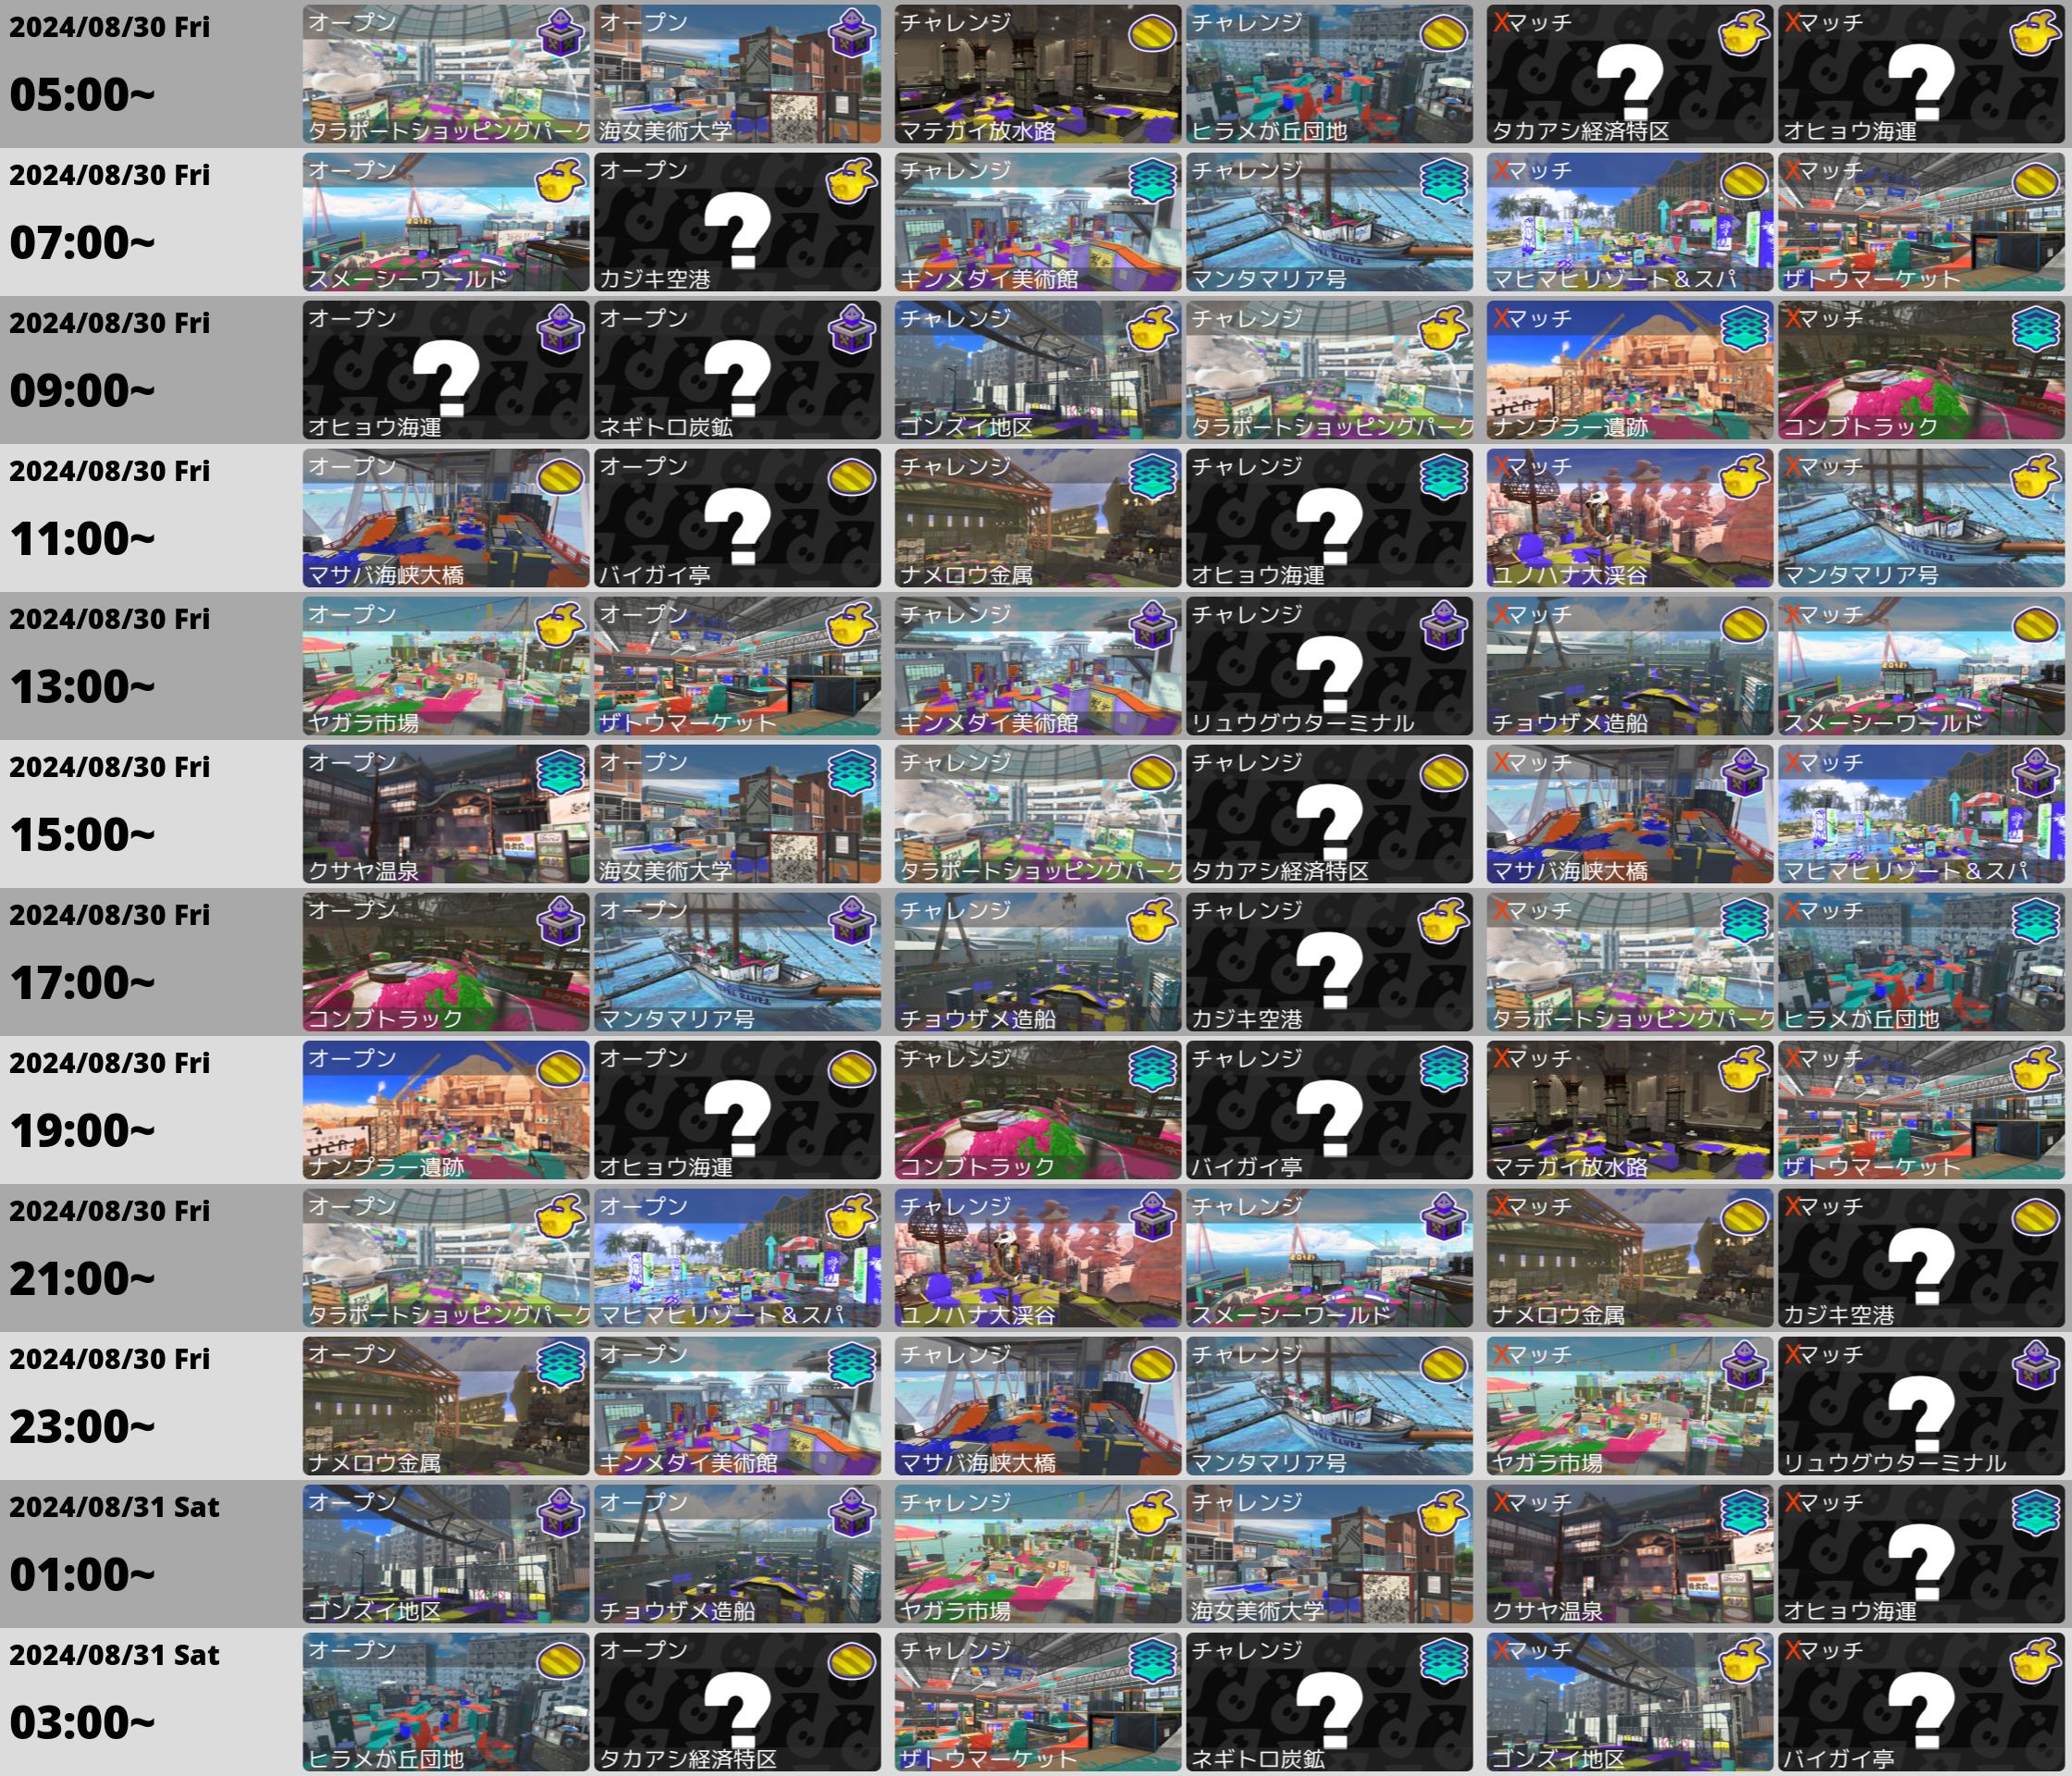 2024/08/30 Fri
05:00~
オープン
タラポートショッピングパーク
オープン
海女美術大学
チャレンジ
マテガイ放水路
チャレンジ
ヒラメが丘団地
Xマッチ
タカアシ経済特区
Xマッチ
オヒョウ海運
2024/08/30 Fri
07:00~
オープン
スメーシーワールド
オープン
カジキ空港
チャレンジ
キンメダイ美術館
チャレンジ
マンタマリア号
Xマッチ
マヒマヒリゾート&スパ
Xマッチ
ザトウマーケット
2024/08/30 Fri
09:00~
オープン
オヒョウ海運
オープン
ネギトロ炭鉱
チャレンジ
ゴンズイ地区
チャレンジ
タラポートショッピングパーク
Xマッチ
ナンプラー遺跡
Xマッチ
コンブトラック
2024/08/30 Fri
11:00~
オープン
マサバ海峡大橋
オープン
バイガイ亭
チャレンジ
ナメロウ金属
チャレンジ
オヒョウ海運
Xマッチ
ユノハナ大渓谷
Xマッチ
マンタマリア号
2024/08/30 Fri
13:00~
オープン
ヤガラ市場
オープン
ザトウマーケット
チャレンジ
キンメダイ美術館
チャレンジ
リュウグウターミナル
Xマッチ
チョウザメ造船
Xマッチ
スメーシーワールド
2024/08/30 Fri
15:00~
オープン
クサヤ温泉
オープン
海女美術大学
チャレンジ
タラポートショッピングパーク
チャレンジ
タカアシ経済特区
Xマッチ
マサバ海峡大橋
Xマッチ
マヒマヒリゾート&スパ
2024/08/30 Fri
17:00~
オープン
コンブトラック
オープン
マンタマリア号
チャレンジ
チョウザメ造船
チャレンジ
カジキ空港
Xマッチ
タラポートショッピングパーク
Xマッチ
ヒラメが丘団地
2024/08/30 Fri
19:00~
オープン
ナンプラー遺跡
オープン
オヒョウ海運
チャレンジ
コンブトラック
チャレンジ
バイガイ亭
Xマッチ
マテガイ放水路
Xマッチ
ザトウマーケット
2024/08/30 Fri
21:00~
オープン
タラポートショッピングパーク
オープン
マヒマヒリゾート&スパ
チャレンジ
ユノハナ大渓谷
チャレンジ
スメーシーワールド
Xマッチ
ナメロウ金属
Xマッチ
カジキ空港
2024/08/30 Fri
23:00~
オープン
ナメロウ金属
オープン
キンメダイ美術館
チャレンジ
マサバ海峡大橋
チャレンジ
マンタマリア号
Xマッチ
ヤガラ市場
Xマッチ
リュウグウターミナル
2024/08/31 Sat
01:00~
オープン
ゴンズイ地区
オープン
チョウザメ造船
チャレンジ
ヤガラ市場
チャレンジ
海女美術大学
Xマッチ
クサヤ温泉
Xマッチ
オヒョウ海運
2024/08/31 Sat
03:00~
オープン
ヒラメが丘団地
オープン
タカアシ経済特区
チャレンジ
ザトウマーケット
チャレンジ
ネギトロ炭鉱
Xマッチ
ゴンズイ地区
Xマッチ
バイガイ亭